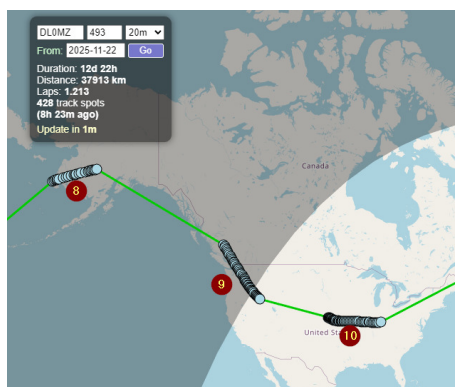 DL0MZ 493 20m
From: 2025-11-22 Go
Duration: 12d 22h
Distance: 37913 km
Laps: 1.213
428 track spots
(8h 23m ago)
Update in 1m
Canada
8
9
10
United Sta